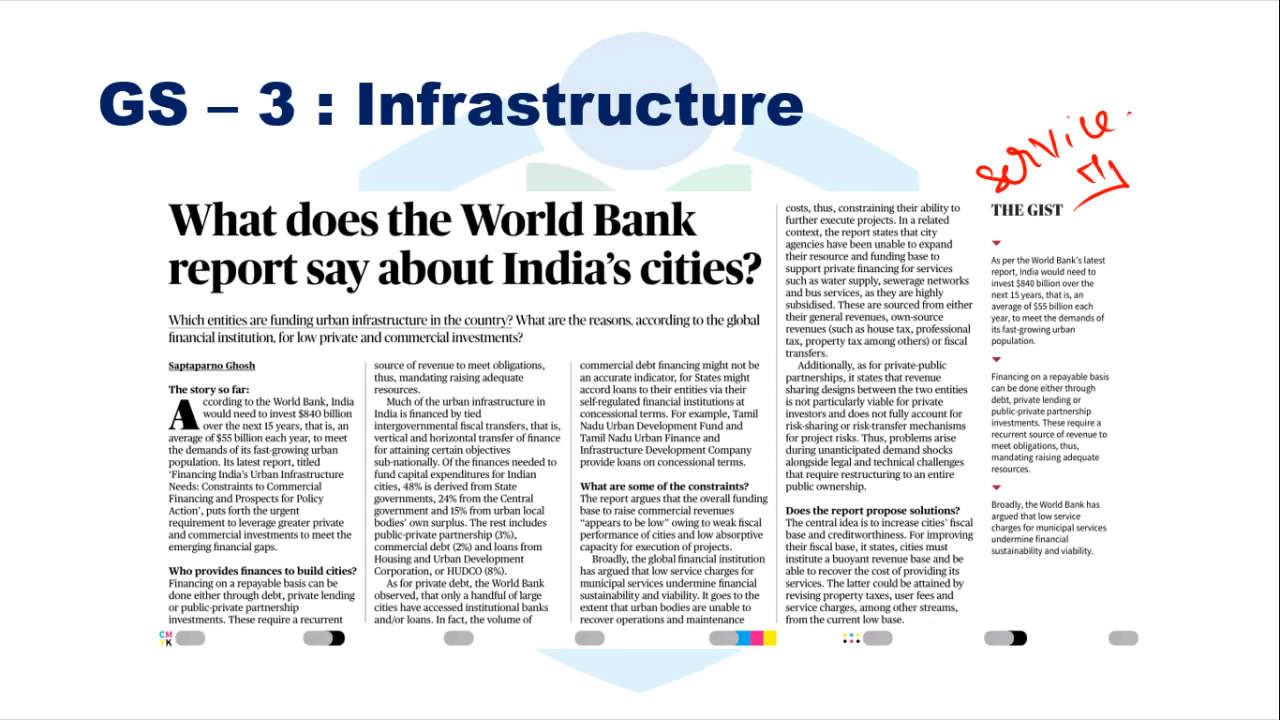 GS – 3 : Infrastructure
service.
What does the World Bank
report say about India's cities?
Which entities are funding urban infrastructure in the country? What are the reasons, according to the global
financial institution, for low private and commercial investments?
Saptaparno Ghosh
The story so far:
According to the World Bank, India
would need to invest $840 billion
over the next 15 years, that is, an
average of $55 billion each year, to meet
the demands of its fast-growing urban
population. Its latest report, titled
'Financing India's Urban Infrastructure
Needs: Constraints to Commercial
Financing and Prospects for Policy
Action', puts forth the urgent
requirement to leverage greater private
and commercial investments to meet the
emerging financial gaps.
Who provides finances to build cities?
Financing on a repayable basis can be
done either through debt, private lending
or public-private partnership
investments. These require a recurrent
source of revenue to meet obligations,
thus, mandating raising adequate
resources.
Much of the urban infrastructure in
India is financed by tied
intergovernmental fiscal transfers, that is,
vertical and horizontal transfer of finance
for attaining certain objectives
sub-nationally. Of the finances needed to
fund capital expenditures for Indian
cities, 48% is derived from State
governments, 24% from the Central
government and 15% from urban local
bodies' own surplus. The rest includes
public-private partnership (3%),
commercial debt (2%) and loans from
Housing and Urban Development
Corporation, or HUDCO (8%).
As for private debt, the World Bank
observed, that only a handful of large
cities have accessed institutional banks
and/or loans. In fact, the volume of
commercial debt financing might not be
an accurate indicator, for States might
accord loans to their entities via their
self-regulated financial institutions at
concessional terms. For example, Tamil
Nadu Urban Development Fund and
Tamil Nadu Urban Finance and
Infrastructure Development Company
provide loans on concessional terms.
What are some of the constraints?
The report argues that the overall funding
base to raise commercial revenues
"appears to be low" owing to weak fiscal
performance of cities and low absorptive
capacity for execution of projects.
Broadly, the global financial institution
has argued that low service charges for
municipal services undermine financial
sustainability and viability. It goes to the
extent that urban bodies are unable to
recover operations and maintenance
costs, thus, constraining their ability to
further execute projects. In a related
context, the report states that city
agencies have been unable to expand
their resource and funding base to
support private financing for services
such as water supply, sewerage networks
and bus services, as they are highly
subsidised. These are sourced from either
their general revenues, own-source
revenues (such as house tax, professional
tax, property tax among others) or fiscal
transfers.
Additionally, as for private-public
partnerships, it states that revenue
sharing designs between the two entities
is not particularly viable for private
investors and does not fully account for
risk-sharing or risk-transfer mechanisms
for project risks. Thus, problems arise
during unanticipated demand shocks
alongside legal and technical challenges
that require restructuring to an entire
public ownership.
Does the report propose solutions?
The central idea is to increase cities' fiscal
base and creditworthiness. For improving
their fiscal base, it states, cities must
institute a buoyant revenue base and be
able to recover the cost of providing its
services. The latter could be attained by
revising property taxes, user fees and
service charges, among other streams,
from the current low base.
THE GIST
As per the World Bank's latest
report, India would need to
invest $840 billion over the
next 15 years, that is, an
average of $55 billion each
year, to meet the demands of
its fast-growing urban
population.
Financing on a repayable basis
can be done either through
debt, private lending or
public-private partnership
investments. These require a
recurrent source of revenue to
meet obligations, thus,
mandating raising adequate
resources.
Broadly, the World Bank has
argued that low service
charges for municipal services
undermine financial
sustainability and viability.
CM
YK